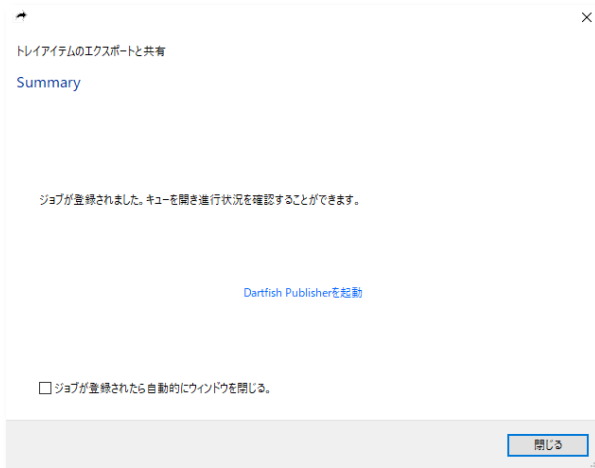 トレイアイテムのエクスポートと共有
Summary
ジョブが登録されました。キューを開き進行状況を確認することができます。
Dartfish Publisherを起動
ジョブが登録されたら自動的にウィンドウを閉じる。
閉じる